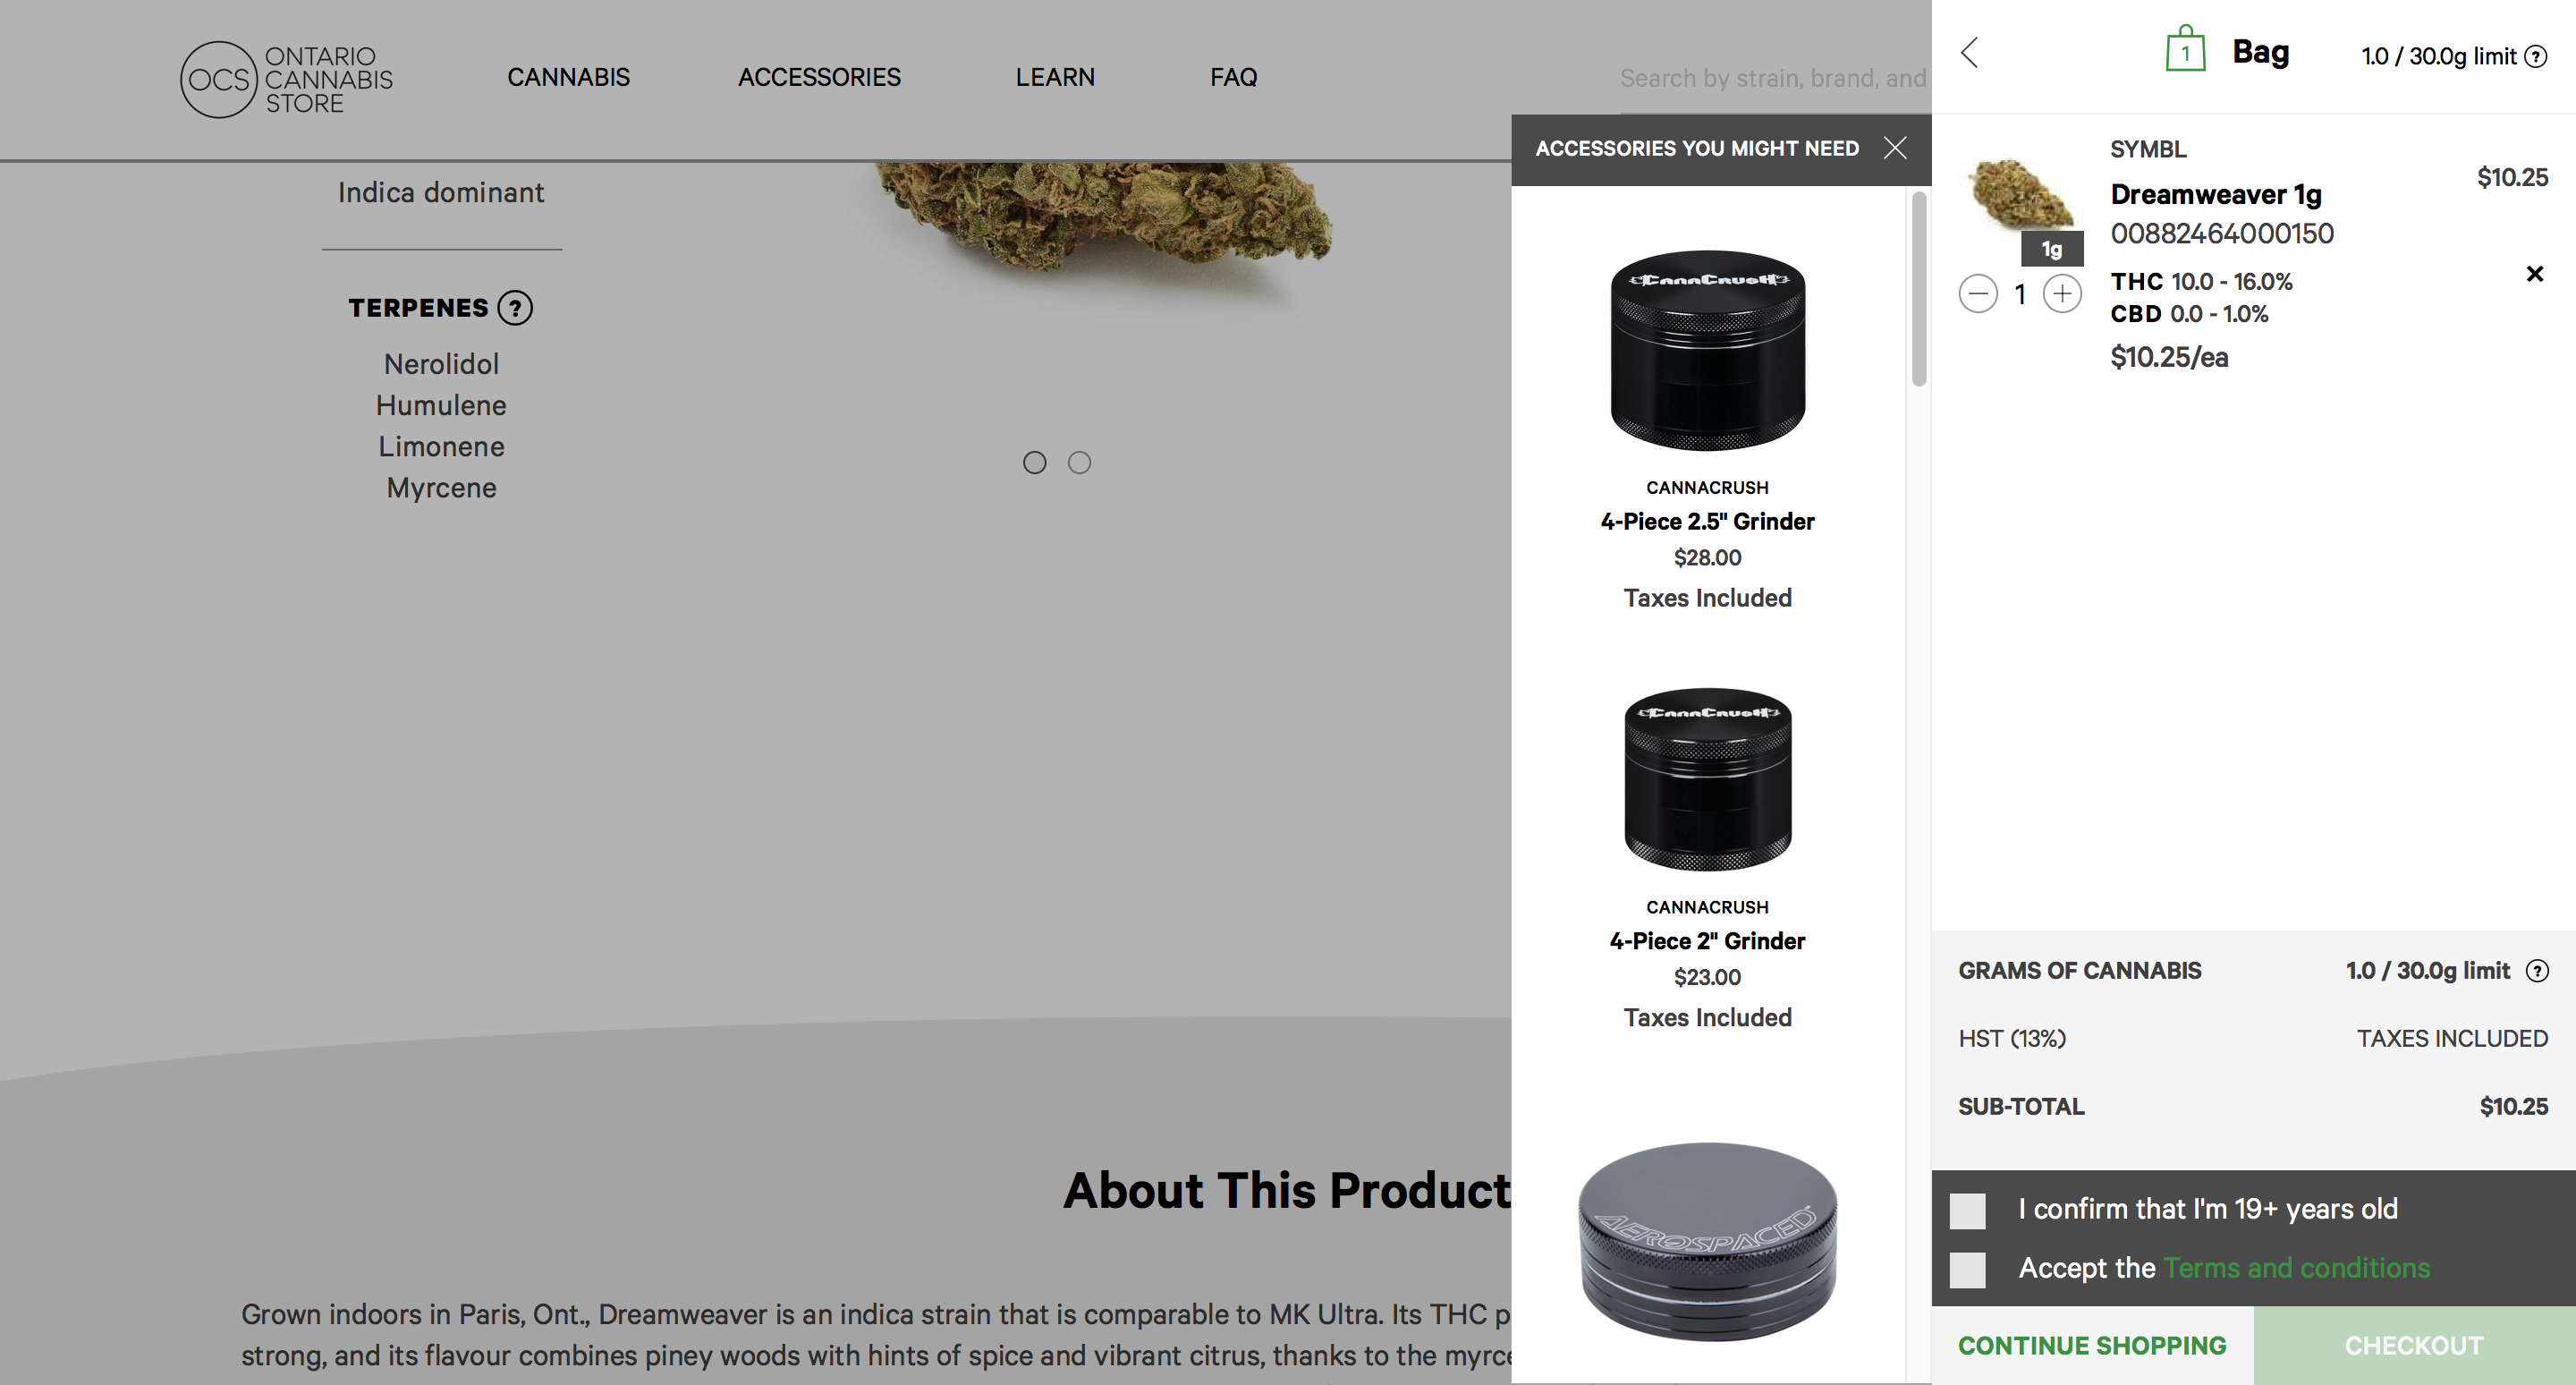 OCS
ONTARIO
CANNABIS
STORE
CANNABIS
ACCESSORIES
LEARN
FAQ
Search by strain, brand, and
Indica dominant
TERPENES ?
Nerolidol
Humulene
Limonene
Myrcene
About This Product
Grown indoors in Paris, Ont., Dreamweaver is an indica strain that is comparable to MK Ultra. Its THC p
strong, and its flavour combines piney woods with hints of spice and vibrant citrus, thanks to the myrce
ACCESSORIES YOU MIGHT NEED
CannaCrush
CANNACRUSH
4-Piece 2.5" Grinder
$28.00
Taxes Included
CannaCrush
CANNACRUSH
4-Piece 2" Grinder
$23.00
Taxes Included
AEROSPACED
1 Bag
1.0 / 30.0g limit ?
SYMBL
Dreamweaver 1g
$10.25
00882464000150
1g
1
THC 10.0 - 16.0%
CBD 0.0 - 1.0%
$10.25/ea
GRAMS OF CANNABIS 1.0 / 30.0g limit ?
HST (13%) TAXES INCLUDED
SUB-TOTAL $10.25
I confirm that I'm 19+ years old
Accept the Terms and conditions
CONTINUE SHOPPING
CHECKOUT